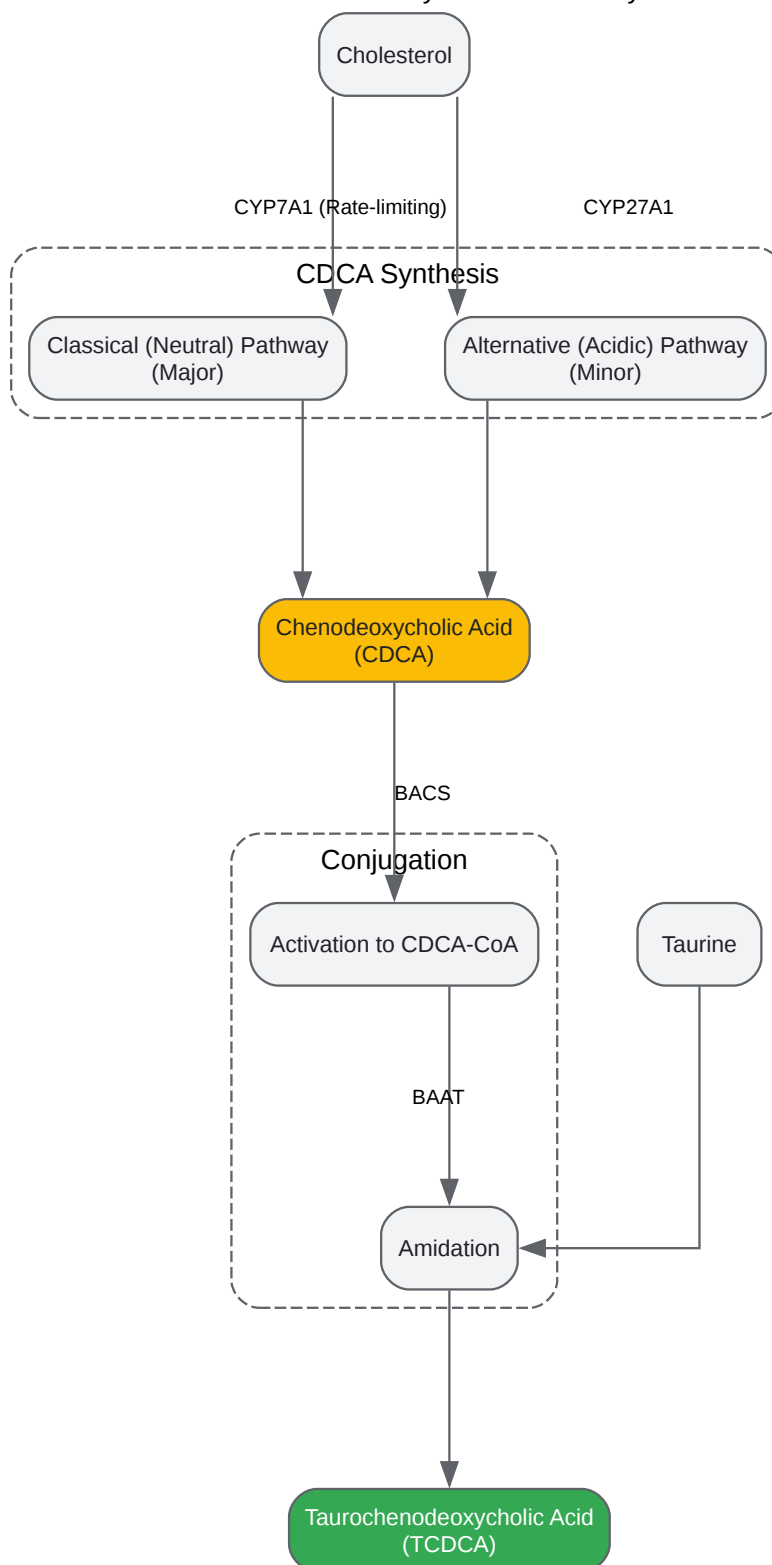 Cholesterol
CYP7A1 (Rate-limiting)
CYP27A1
CDCA Synthesis
Classical (Neutral) Pathway
(Major)
Alternative (Acidic) Pathway
(Minor)
Chenodeoxycholic Acid
(CDCA)
BACS
Conjugation
Activation to CDCA-CoA
Taurine
BAAT
Amidation
Taurochenodeoxycholic Acid
(TCDCA)